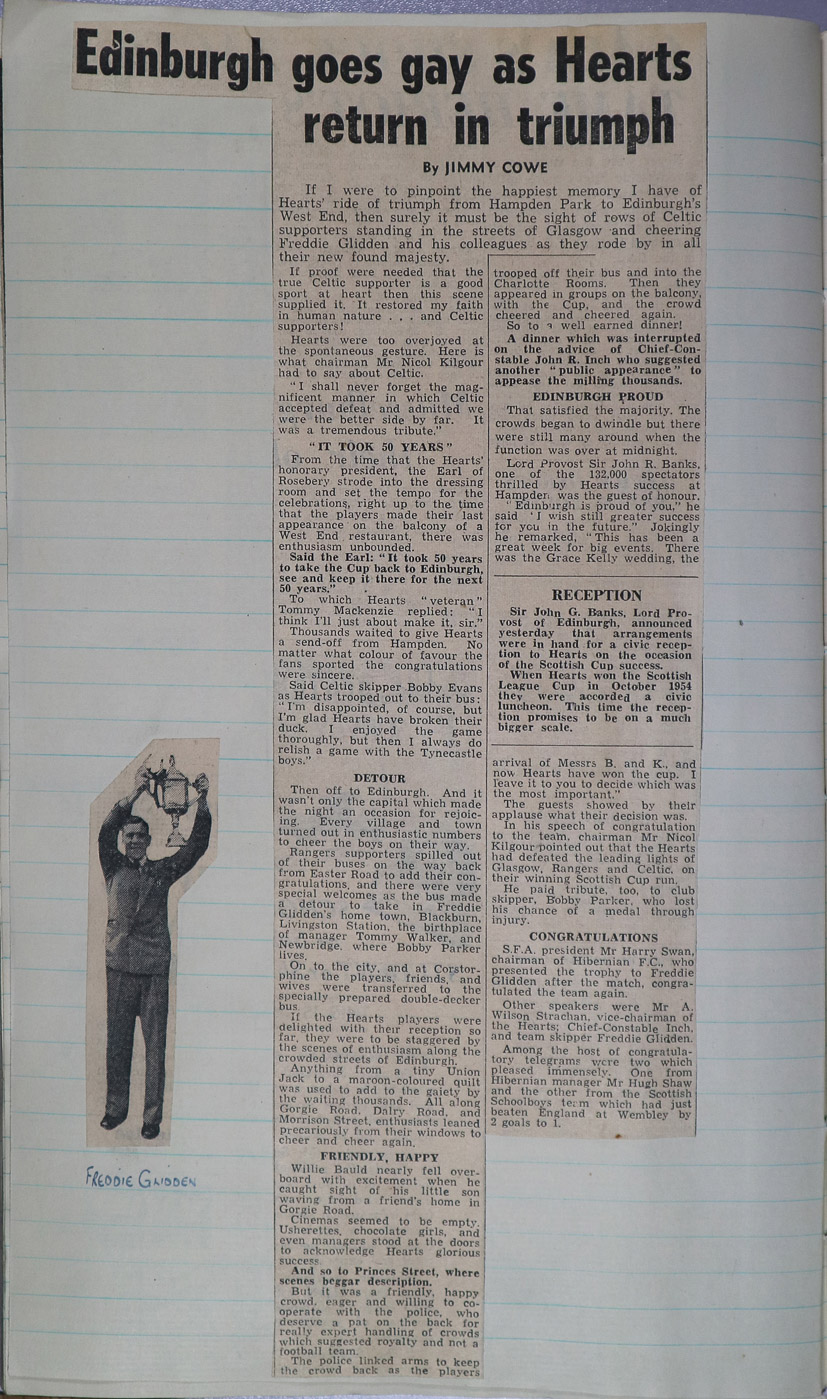 Edinburgh goes gay as Hearts
return in triumph
By JIMMY COWE
If I were to pinpoint the happiest memory I have of
Hearts' ride of triumph from Hampden Park to Edinburgh's
West End, then surely it must be the sight of rows of Celtic
supporters standing in the streets of Glasgow and cheering
Freddie Glidden and his colleagues as they rode by in all
their new found majesty.
If proof were needed that the
true Celtic supporter is a good
sport at heart then this scene
supplied it. It restored my faith
in human nature . . . and Celtic
supporters!
Hearts were too overjoyed at
the spontaneous gesture. Here is
what chairman Mr Nicol Kilgour
had to say about Celtic.
"I shall never forget the mag-
nificent manner in which Celtic
accepted defeat and admitted we
were the better side by far. It
was a tremendous tribute."
"IT TOOK 50 YEARS"
From the time that the Hearts'
honorary president, the Earl of
Rosebery strode into the dressing
room and set the tempo for the
celebrations, right up to the time
that the players made their last
appearance on the balcony of a
West End restaurant, there was
enthusiasm unbounded.
Said the Earl: "It took 50 years
to take the Cup back to Edinburgh,
see and keep it there for the next
50 years."
To which Hearts "veteran"
Tommy Mackenzie replied: "I
think I'll just about make it, sir."
Thousands waited to give Hearts
a send-off from Hampden. No
matter what colour of favour the
fans sported the congratulations
were sincere.
Said Celtic skipper Bobby Evans
as Hearts trooped out to their bus:
"I'm disappointed, of course, but
I'm glad Hearts have broken their
duck. I enjoyed the game
thoroughly, but then I always do
relish a game with the Tynecastle
boys."
DETOUR
Then off to Edinburgh. And it
wasn't only the capital which made
the night an occasion for rejoic-
ing. Every village and town
turned out in enthusiastic numbers
to cheer the boys on their way.
Rangers supporters spilled out
of their buses on the way back
from Easter Road to add their con-
gratulations, and there were very
special welcomes as the bus made
a detour to take in Freddie
Glidden's home town, Blackburn,
Livingston Station, the birthplace
of manager Tommy Walker, and
Newbridge, where Bobby Parker
lives.
On to the city, and at Corstor-
phine the players, friends, and
wives were transferred to the
specially prepared double-decker
bus.
If the Hearts players were
delighted with their reception so
far, they were to be staggered by
the scenes of enthusiasm along the
crowded streets of Edinburgh.
Anything from a tiny Union
Jack to a maroon-coloured quilt
was used to add to the gaiety by
the waiting thousands. All along
Gorgie Road, Dalry Road, and
Morrison Street, enthusiasts leaned
precariously from their windows to
cheer and cheer again.
FRIENDLY, HAPPY
Willie Bauld nearly fell over-
board with excitement when he
caught sight of his little son
waving from a friend's home in
Gorgie Road.
Cinemas seemed to be empty.
Usherettes, chocolate girls, and
even managers stood at the doors
to acknowledge Hearts glorious
success.
And so to Princes Street, where
scenes beggar description.
But it was a friendly, happy
crowd, eager and willing to co-
operate with the police, who
deserve a pat on the back for
really expert handling of crowds
which suggested royalty and not a
football team.
The police linked arms to keep
the crowd back as the players
trooped off their bus and into the
Charlotte Rooms. Then they
appeared in groups on the balcony,
with the Cup, and the crowd
cheered and cheered again.
So to a well earned dinner!
A dinner which was interrupted
on the advice of Chief-Con-
stable John R. Inch who suggested
another "public appearance" to
appease the milling thousands.
EDINBURGH PROUD
That satisfied the majority. The
crowds began to dwindle but there
were still many around when the
function was over at midnight.
Lord Provost Sir John R. Banks,
one of the 132,000 spectators
thrilled by Hearts success at
Hampden was the guest of honour.
"Edinburgh is proud of you," he
said "I wish still greater success
for you in the future." Jokingly
he remarked, "This has been a
great week for big events. There
was the Grace Kelly wedding, the
RECEPTION
Sir John G. Banks, Lord Pro-
vost of Edinburgh, announced
yesterday that arrangements
were in hand for a civic recep-
tion to Hearts on the occasion
of the Scottish Cup success.
When Hearts won the Scottish
League Cup in October 1954
they were accorded a civic
luncheon. This time the recep-
tion promises to be on a much
bigger scale.
arrival of Messrs B. and K., and
now Hearts have won the cup. I
leave it to you to decide which was
the most important."
The guests showed by their
applause what their decision was.
In his speech of congratulation
to the team, chairman Mr Nicol
Kilgour pointed out that the Hearts
had defeated the leading lights of
Glasgow, Rangers and Celtic, on
their winning Scottish Cup run.
He paid tribute, too, to club
skipper, Bobby Parker, who lost
his chance of a medal through
injury.
CONGRATULATIONS
S.F.A. president Mr Harry Swan,
chairman of Hibernian F.C., who
presented the trophy to Freddie
Glidden after the match, congra-
tulated the team again.
Other speakers were Mr A.
Wilson Strachan, vice-chairman of
the Hearts; Chief-Constable Inch,
and team skipper Freddie Glidden.
Among the host of congratula-
tory telegrams were two which
pleased immensely. One from
Hibernian manager Mr Hugh Shaw
and the other from the Scottish
Schoolboys team which had just
beaten England at Wembley by
2 goals to 1.
FREDDIE GLIDDEN